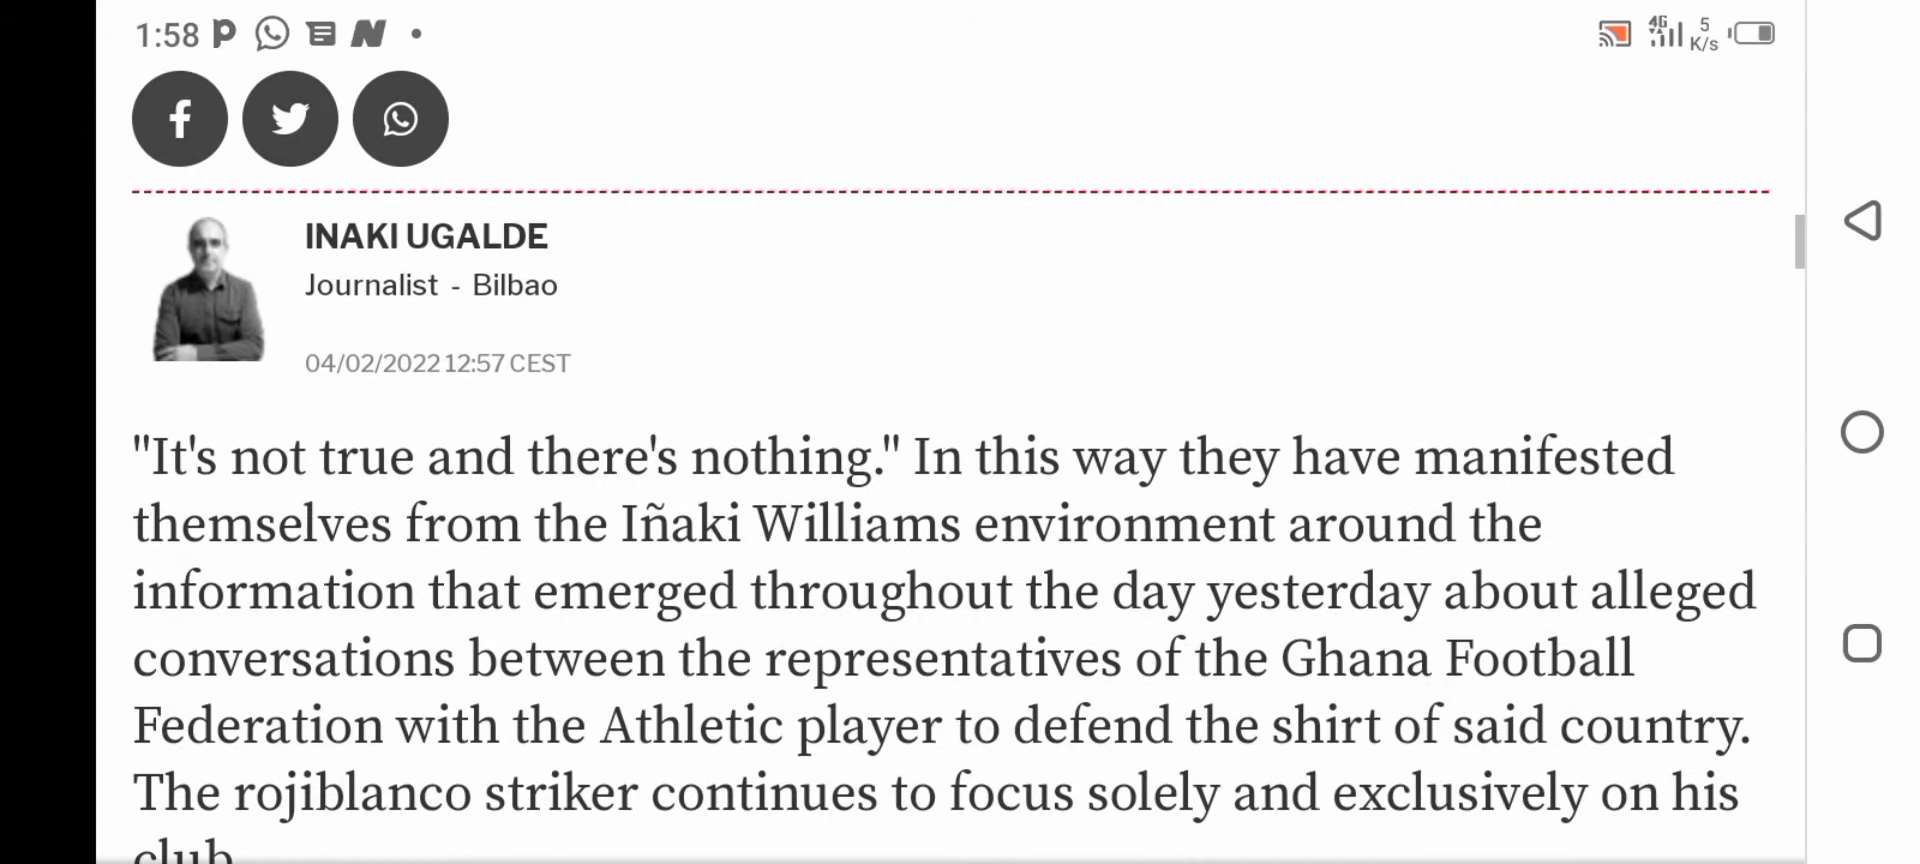 1:58
4G
5
K/s
INAKI UGALDE
Journalist - Bilbao
04/02/2022 12:57 CEST
"It's not true and there's nothing." In this way they have manifested
themselves from the Iñaki Williams environment around the
information that emerged throughout the day yesterday about alleged
conversations between the representatives of the Ghana Football
Federation with the Athletic player to defend the shirt of said country.
The rojiblanco striker continues to focus solely and exclusively on his
club